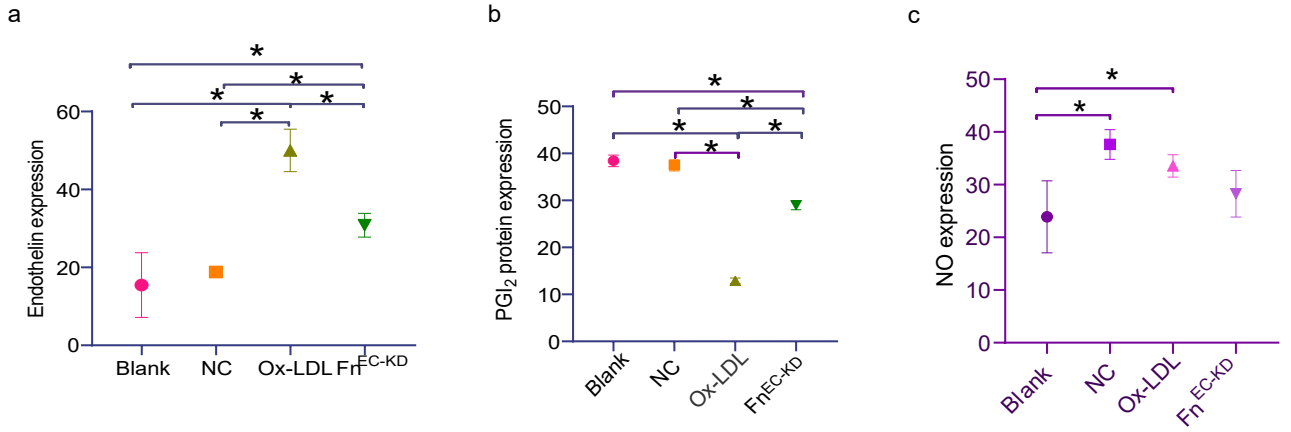 a
*
*
* *
*
60
40
20
0
Endothelin expression
Blank NC Ox-LDL Fn^EC-KD
b
*
*
* *
*
50
40
30
20
10
0
PGI₂ protein expression
Blank NC Ox-LDL Fn^EC-KD
c
*
*
50
40
30
20
10
0
NO expression
Blank NC Ox-LDL Fn^EC-KD